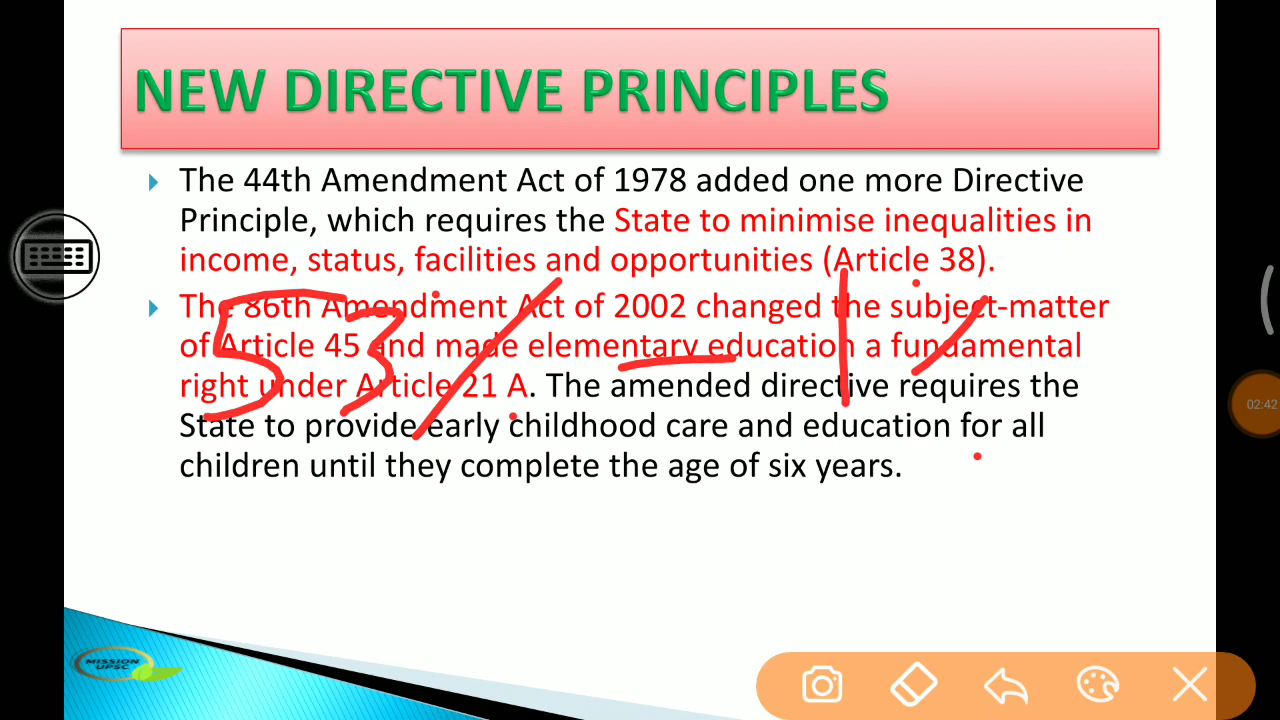 NEW DIRECTIVE PRINCIPLES
The 44th Amendment Act of 1978 added one more Directive
Principle, which requires the State to minimise inequalities in
income, status, facilities and opportunities (Article 38).
The 86th Amendment Act of 2002 changed the subject-matter
of Article 45 and made elementary education a fundamental
right under Article 21 A. The amended directive requires the
State to provide early childhood care and education for all
children until they complete the age of six years.
53% – 1%
02:42
MISSION
UPSC